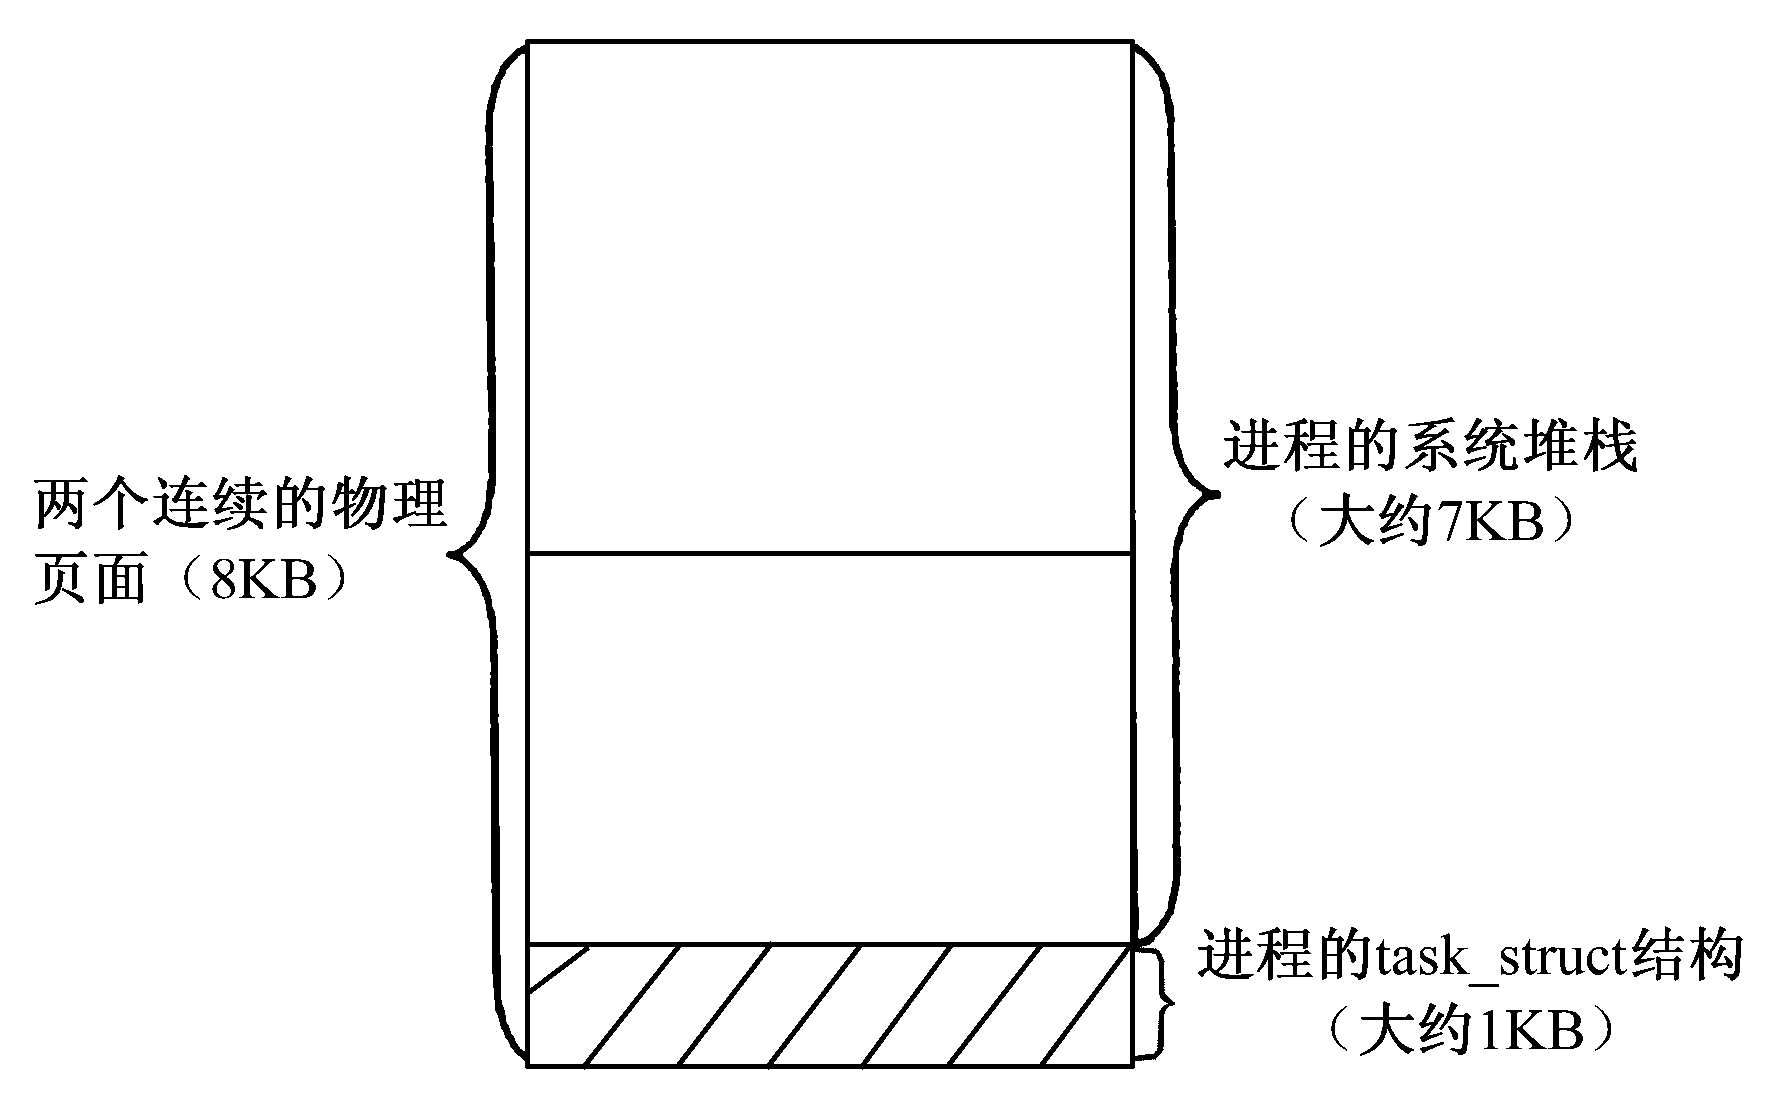 两个连续的物理
页面（8KB）
进程的系统堆栈
（大约7KB）
进程的task_struct结构
（大约1KB）